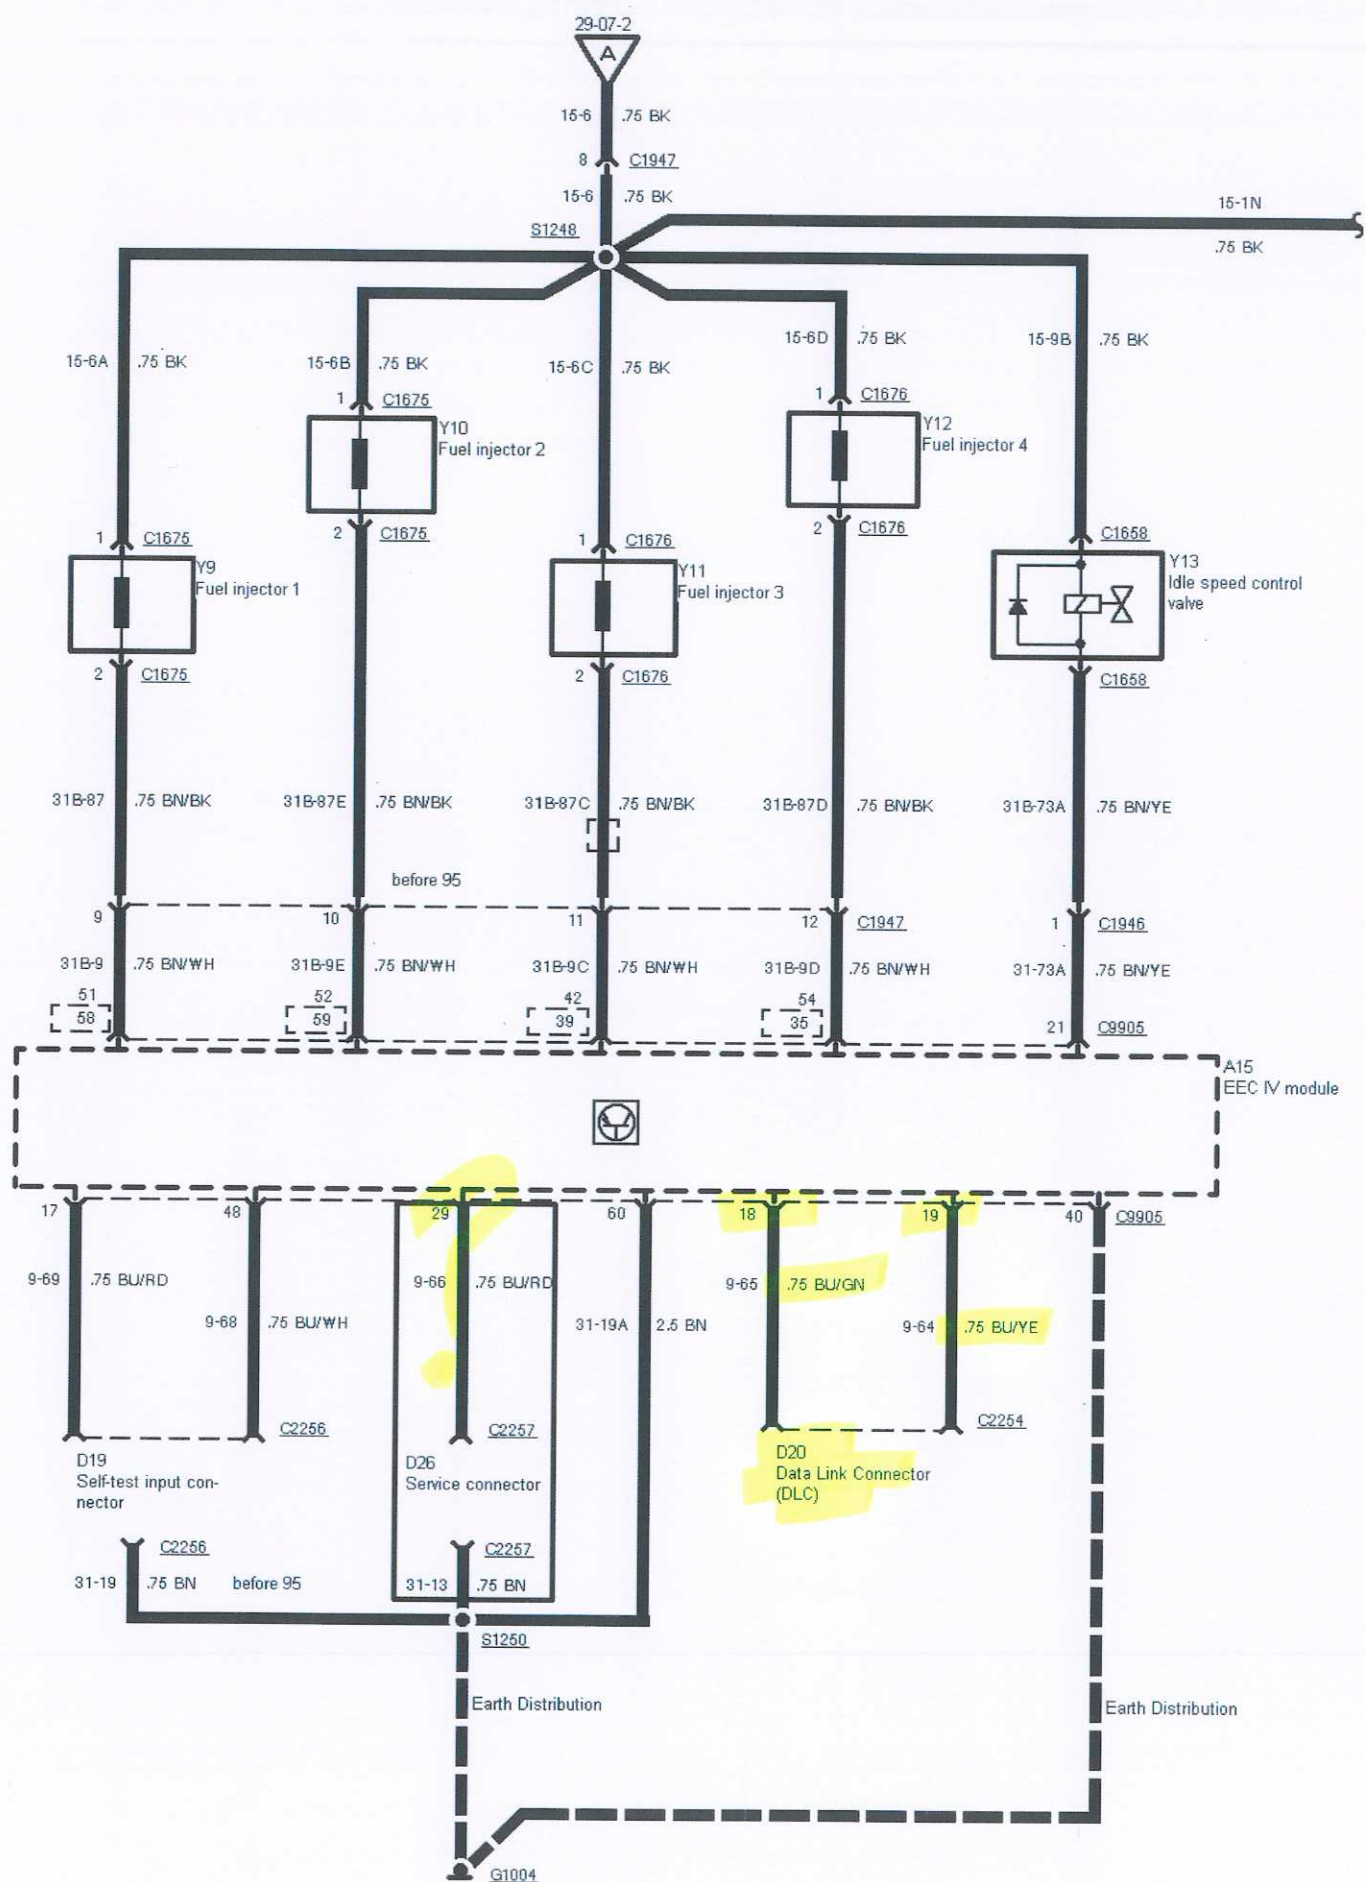 29-07-2
A
15-6 .75 BK
8 C1947
15-6 .75 BK
15-1N
S1248
.75 BK
15-6A .75 BK
15-6B .75 BK
15-6C .75 BK
15-6D .75 BK
15-9B .75 BK
1 C1675
1 C1676
Y10
Fuel injector 2
Y12
Fuel injector 4
2 C1675
2 C1676
1 C1675
1 C1676
C1658
Y9
Fuel injector 1
Y11
Fuel injector 3
Y13
Idle speed control
valve
2 C1675
2 C1676
C1658
31B-87 .75 BN/BK
31B-87E .75 BN/BK
31B-87C .75 BN/BK
31B-87D .75 BN/BK
31B-73A .75 BN/YE
before 95
9
10
11
12 C1947
1 C1946
31B-9 .75 BN/WH
31B-9E .75 BN/WH
31B-9C .75 BN/WH
31B-9D .75 BN/WH
31-73A .75 BN/YE
51
58
52
59
42
39
54
35
21 C9905
A15
EEC IV module
17
48
29
60
18
19
40 C9905
9-69 .75 BU/RD
9-68 .75 BU/WH
9-66 .75 BU/RD
31-19A 2.5 BN
9-65 .75 BU/GN
9-64 .75 BU/YE
?
C2256
C2257
C2254
D19
Self-test input con-
nector
D26
Service connector
D20
Data Link Connector
(DLC)
C2256
C2257
31-19 .75 BN
before 95
31-13 .75 BN
S1250
Earth Distribution
Earth Distribution
G1004